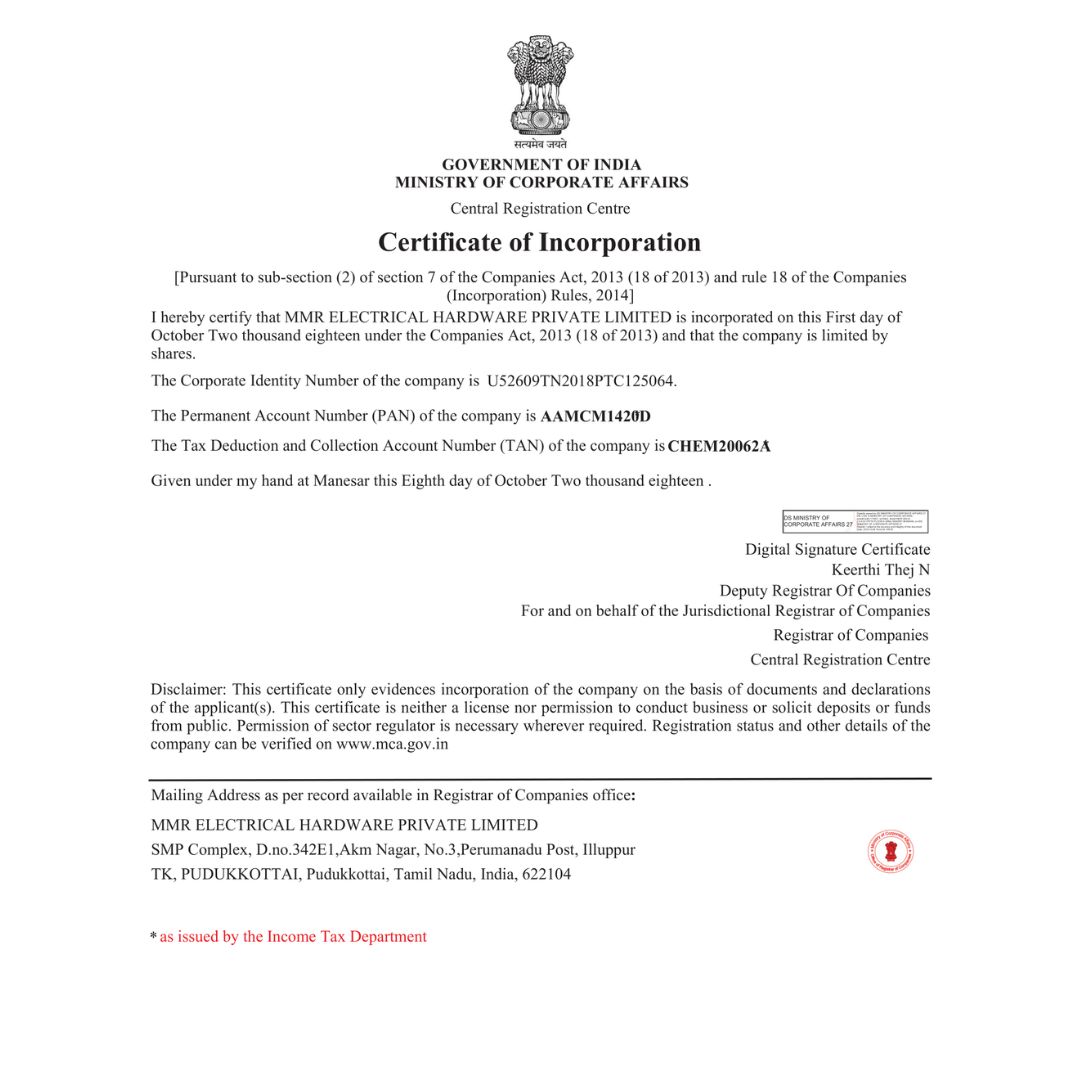 सत्यमेव जयते
GOVERNMENT OF INDIA
MINISTRY OF CORPORATE AFFAIRS
Central Registration Centre
Certificate of Incorporation
[Pursuant to sub-section (2) of section 7 of the Companies Act, 2013 (18 of 2013) and rule 18 of the Companies
(Incorporation) Rules, 2014]
I hereby certify that MMR ELECTRICAL HARDWARE PRIVATE LIMITED is incorporated on this First day of
October Two thousand eighteen under the Companies Act, 2013 (18 of 2013) and that the company is limited by
shares.
The Corporate Identity Number of the company is U52609TN2018PTC125064.
The Permanent Account Number (PAN) of the company is AAMCM1420D*
The Tax Deduction and Collection Account Number (TAN) of the company is CHEM20062A*
Given under my hand at Manesar this Eighth day of October Two thousand eighteen .
DS MINISTRY OF
CORPORATE AFFAIRS 27
Digital Signature Certificate
Keerthi Thej N
Deputy Registrar Of Companies
For and on behalf of the Jurisdictional Registrar of Companies
Registrar of Companies
Central Registration Centre
Disclaimer: This certificate only evidences incorporation of the company on the basis of documents and declarations
of the applicant(s). This certificate is neither a license nor permission to conduct business or solicit deposits or funds
from public. Permission of sector regulator is necessary wherever required. Registration status and other details of the
company can be verified on www.mca.gov.in
Mailing Address as per record available in Registrar of Companies office:
MMR ELECTRICAL HARDWARE PRIVATE LIMITED
SMP Complex, D.no.342E1,Akm Nagar, No.3,Perumanadu Post, Illuppur
TK, PUDUKKOTTAI, Pudukkottai, Tamil Nadu, India, 622104
Ministry of Corporate Affairs
* as issued by the Income Tax Department